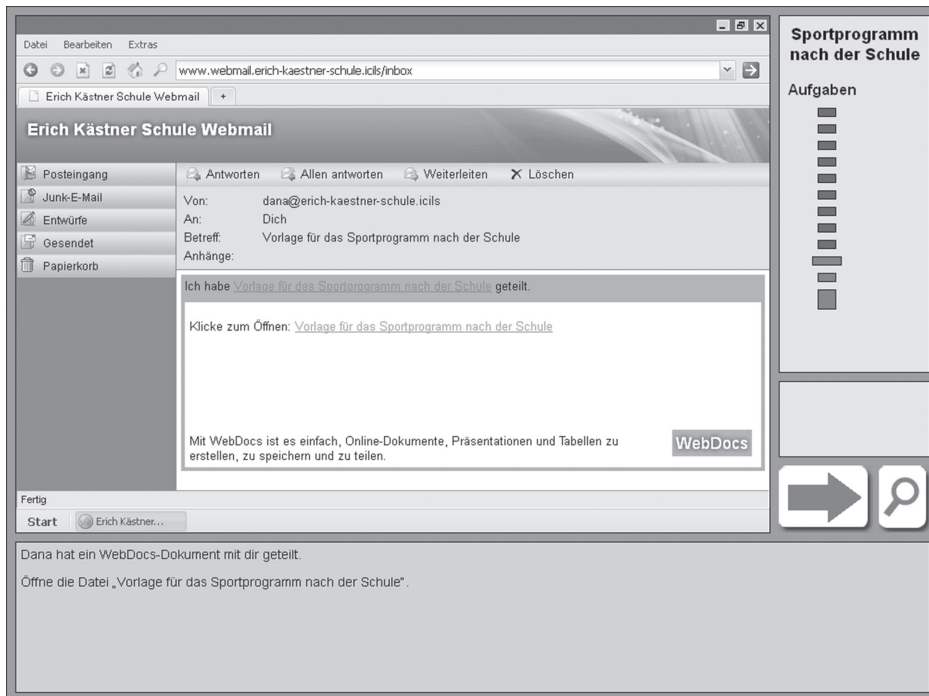 Datei Bearbeiten Extras
www.webmail.erich-kaestner-schule.icils/inbox
Erich Kästner Schule Webmail +
Erich Kästner Schule Webmail
Posteingang
Junk-E-Mail
Entwürfe
Gesendet
Papierkorb
Antworten Allen antworten Weiterleiten Löschen
Von: dana@erich-kaestner-schule.icils
An: Dich
Betreff: Vorlage für das Sportprogramm nach der Schule
Anhänge:
Ich habe Vorlage für das Sportprogramm nach der Schule geteilt.
Klicke zum Öffnen: Vorlage für das Sportprogramm nach der Schule
Mit WebDocs ist es einfach, Online-Dokumente, Präsentationen und Tabellen zu
erstellen, zu speichern und zu teilen.
WebDocs
Fertig
Start Erich Kästner...
Sportprogramm
nach der Schule
Aufgaben
Dana hat ein WebDocs-Dokument mit dir geteilt.
Öffne die Datei „Vorlage für das Sportprogramm nach der Schule".